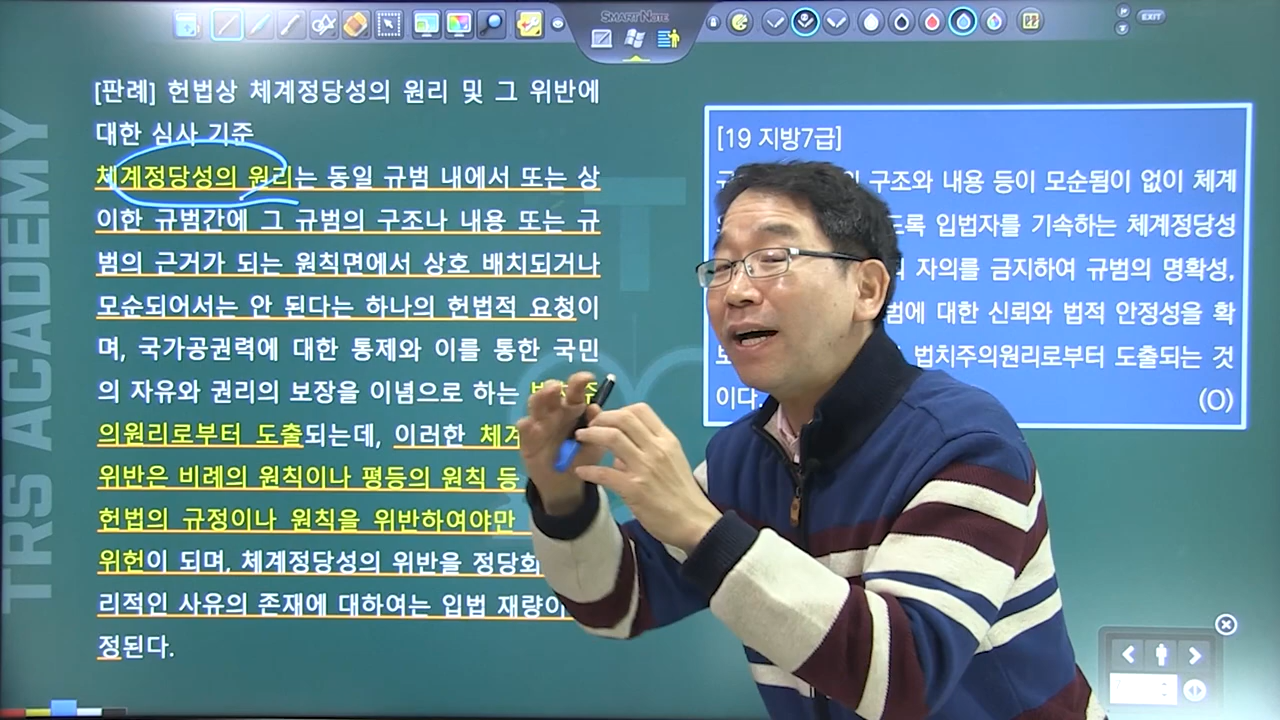 SMART NOTE
EXIT
TRS ACADEMY
[판례] 헌법상 체계정당성의 원리 및 그 위반에
대한 심사 기준
체계정당성의 원리는 동일 규범 내에서 또는 상
이한 규범간에 그 규범의 구조나 내용 또는 규
범의 근거가 되는 원칙면에서 상호 배치되거나
모순되어서는 안 된다는 하나의 헌법적 요청이
며, 국가공권력에 대한 통제와 이를 통한 국민
의 자유와 권리의 보장을 이념으로 하는
의원리로부터 도출되는데, 이러한
위반은 비례의 원칙이나 평등의 원칙 등
헌법의 규정이나 원칙을 위반하여야만
위헌이 되며, 체계정당성의 위반을 정당화
리적인 사유의 존재에 대하여는 입법 재량이
정된다.
[19 지방7급]
구조와 내용 등이 모순됨이 없이 체계
입법자를 기속하는 체계정당성
자의를 금지하여 규범의 명확성,
대한 신뢰와 법적 안정성을 확
법치주의원리로부터 도출되는 것
이다. (O)